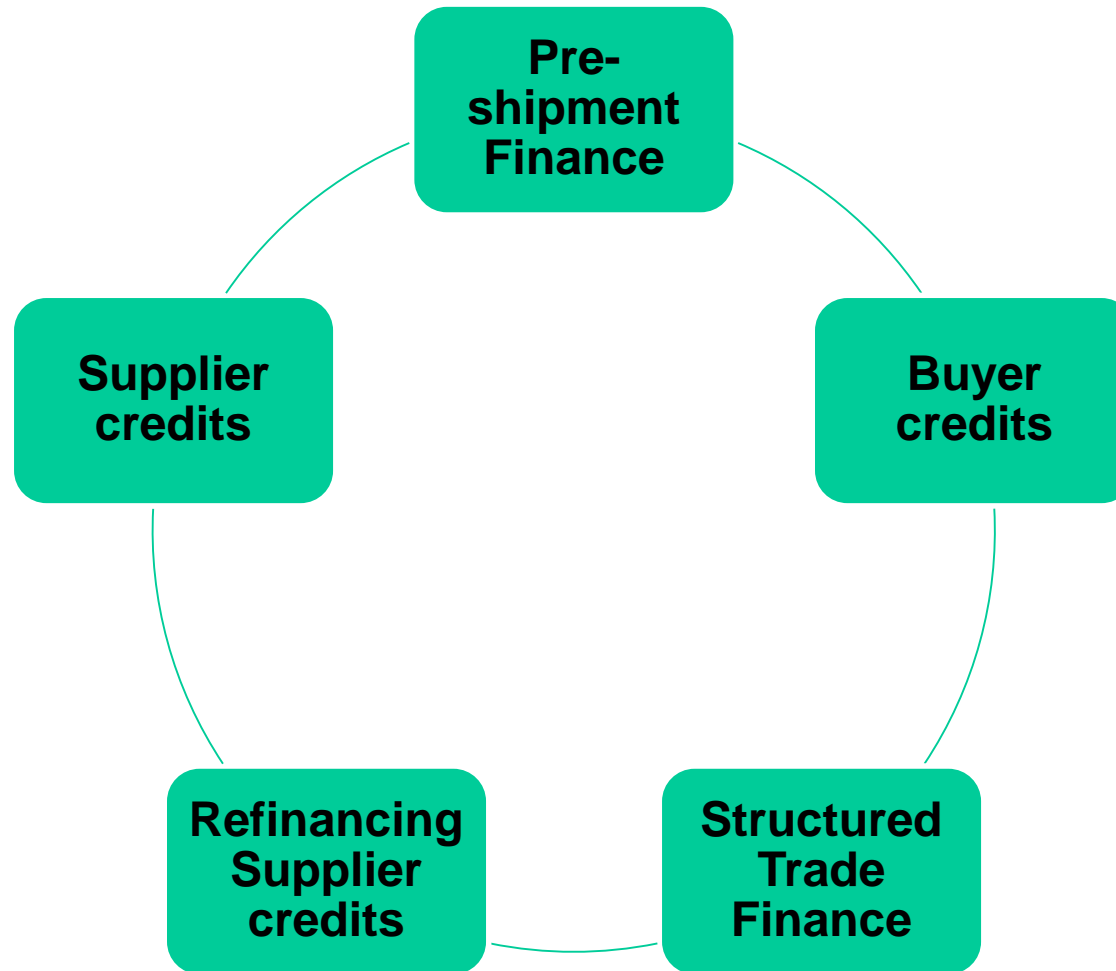 Pre-
shipment
Finance
Supplier
credits
Buyer
credits
Refinancing
Supplier
credits
Structured
Trade
Finance